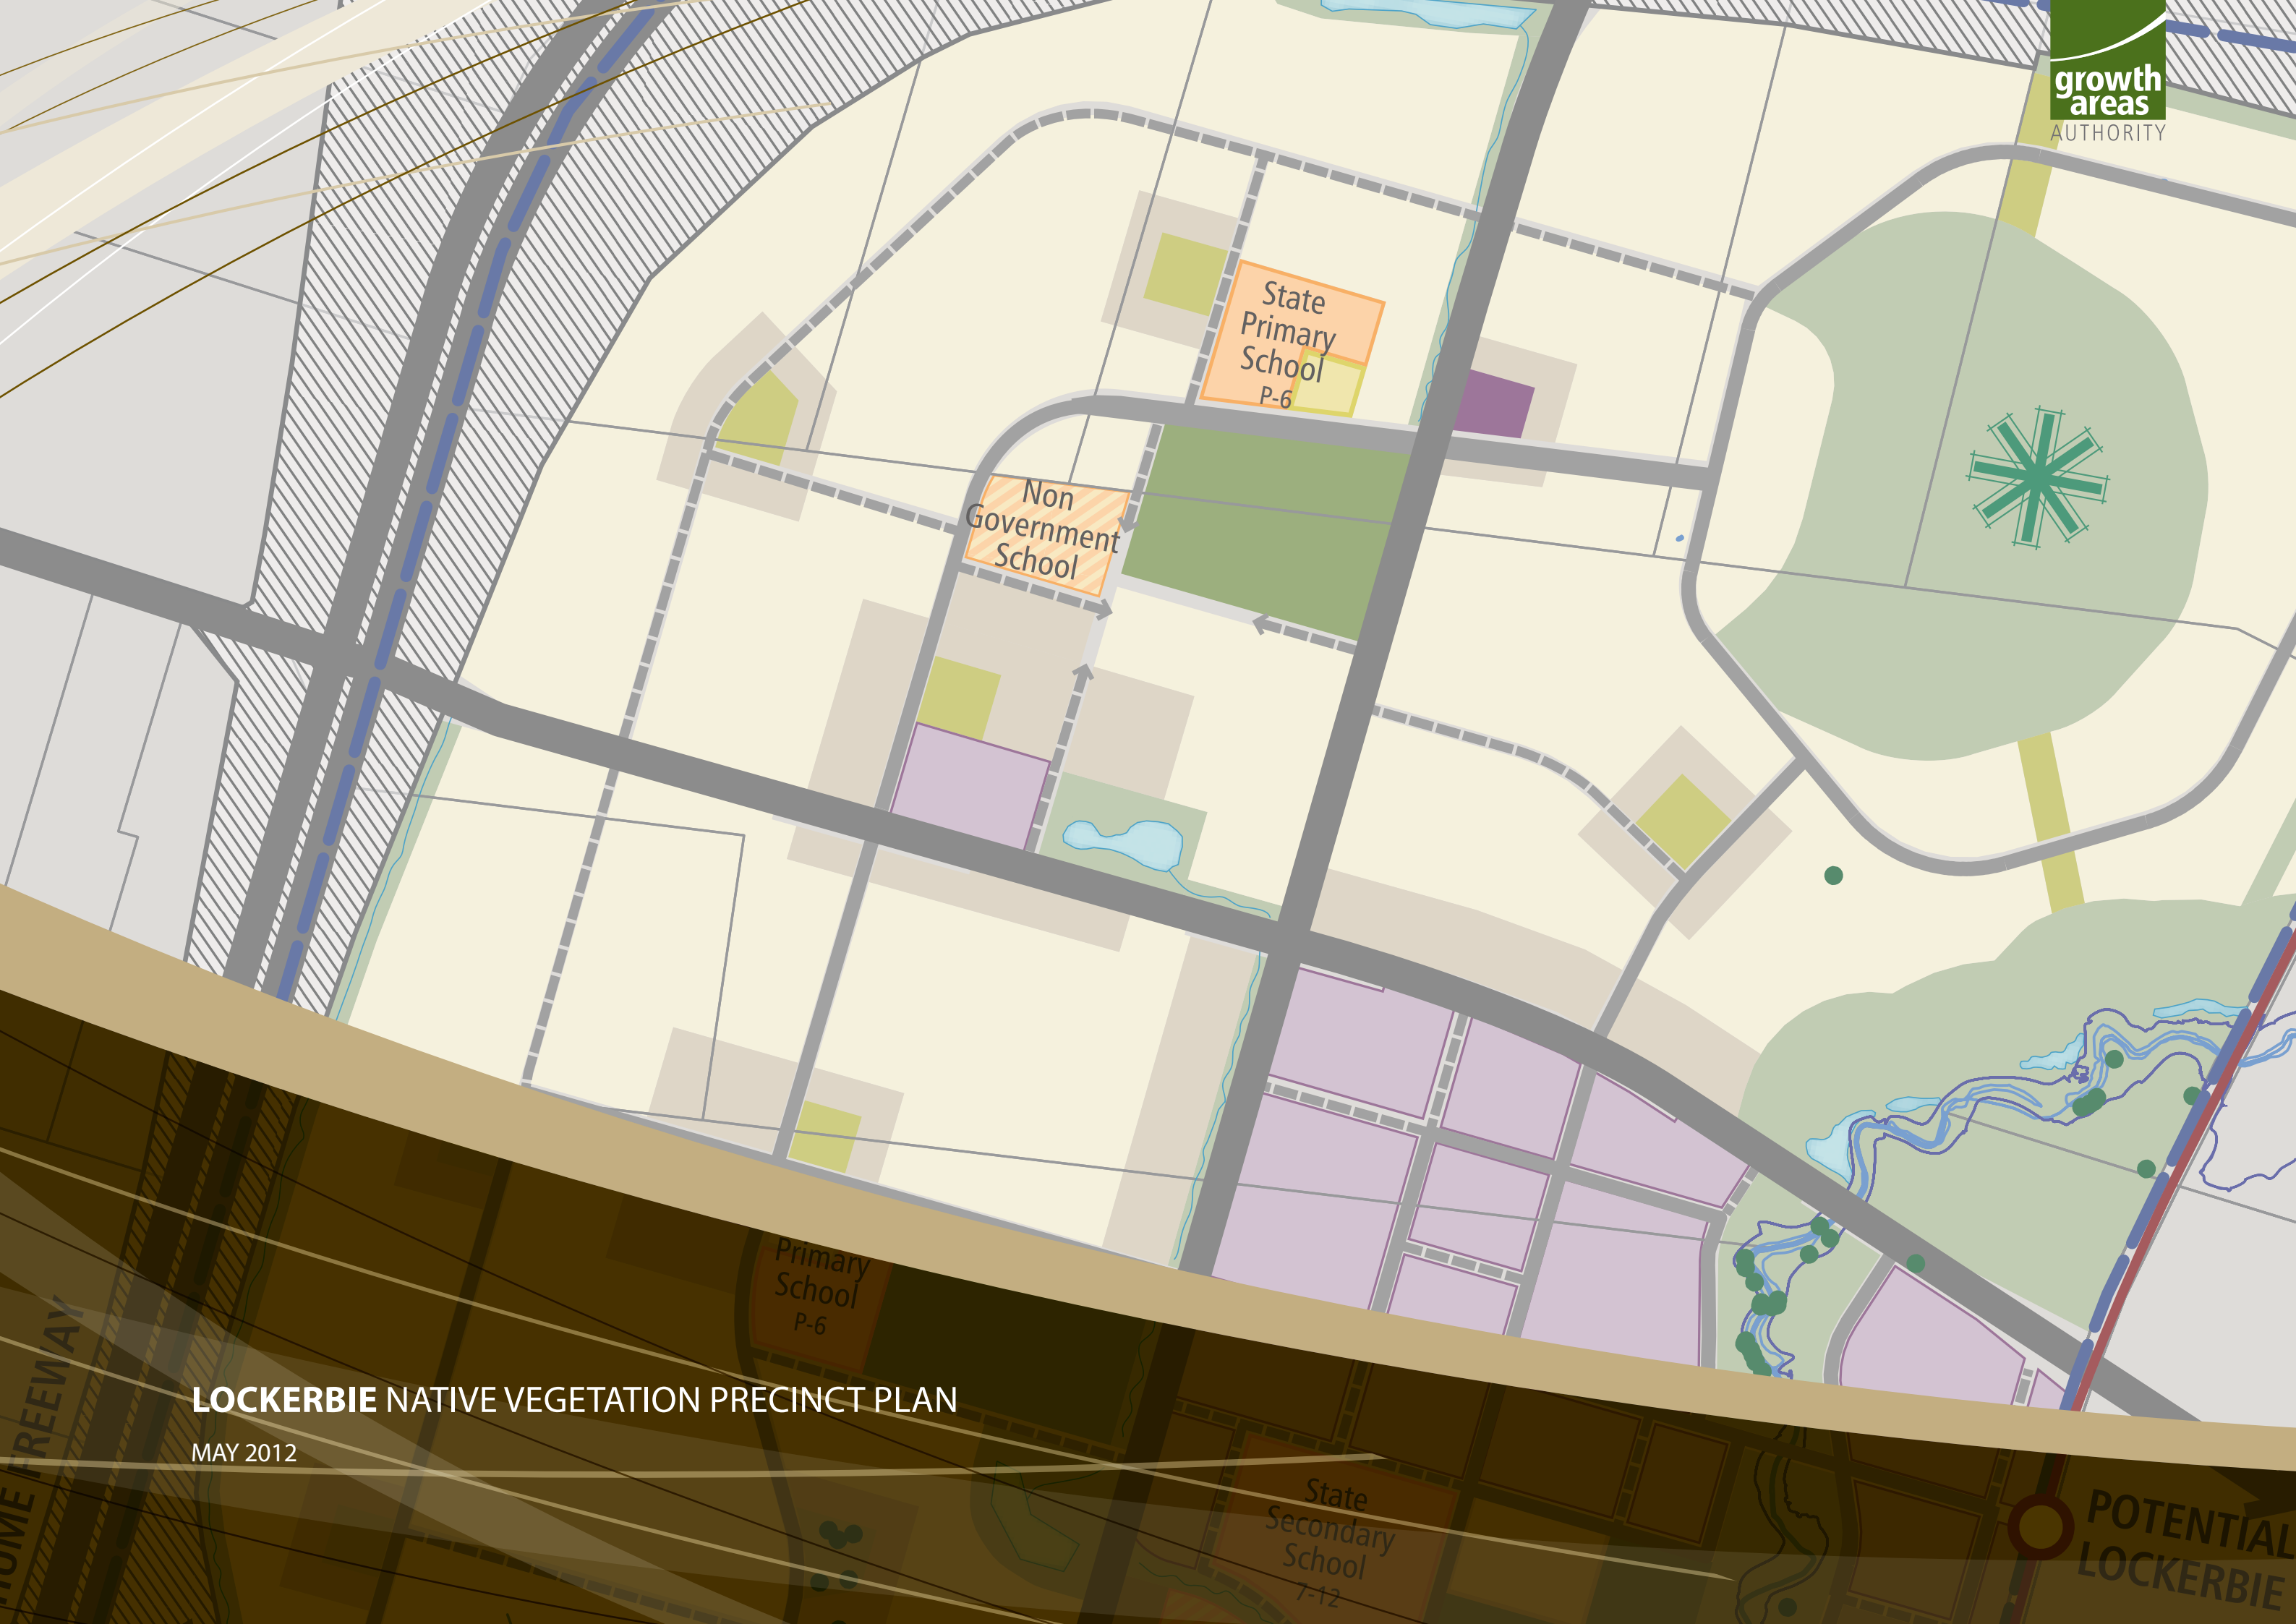 growth
areas
AUTHORITY
State
Primary
School
P-6
Non
Government
School
Primary
School
P-6
LOCKERBIE NATIVE VEGETATION PRECINCT PLAN
MAY 2012
HUME FREEWAY
State
Secondary
School
7-12
POTENTIAL
LOCKERBIE